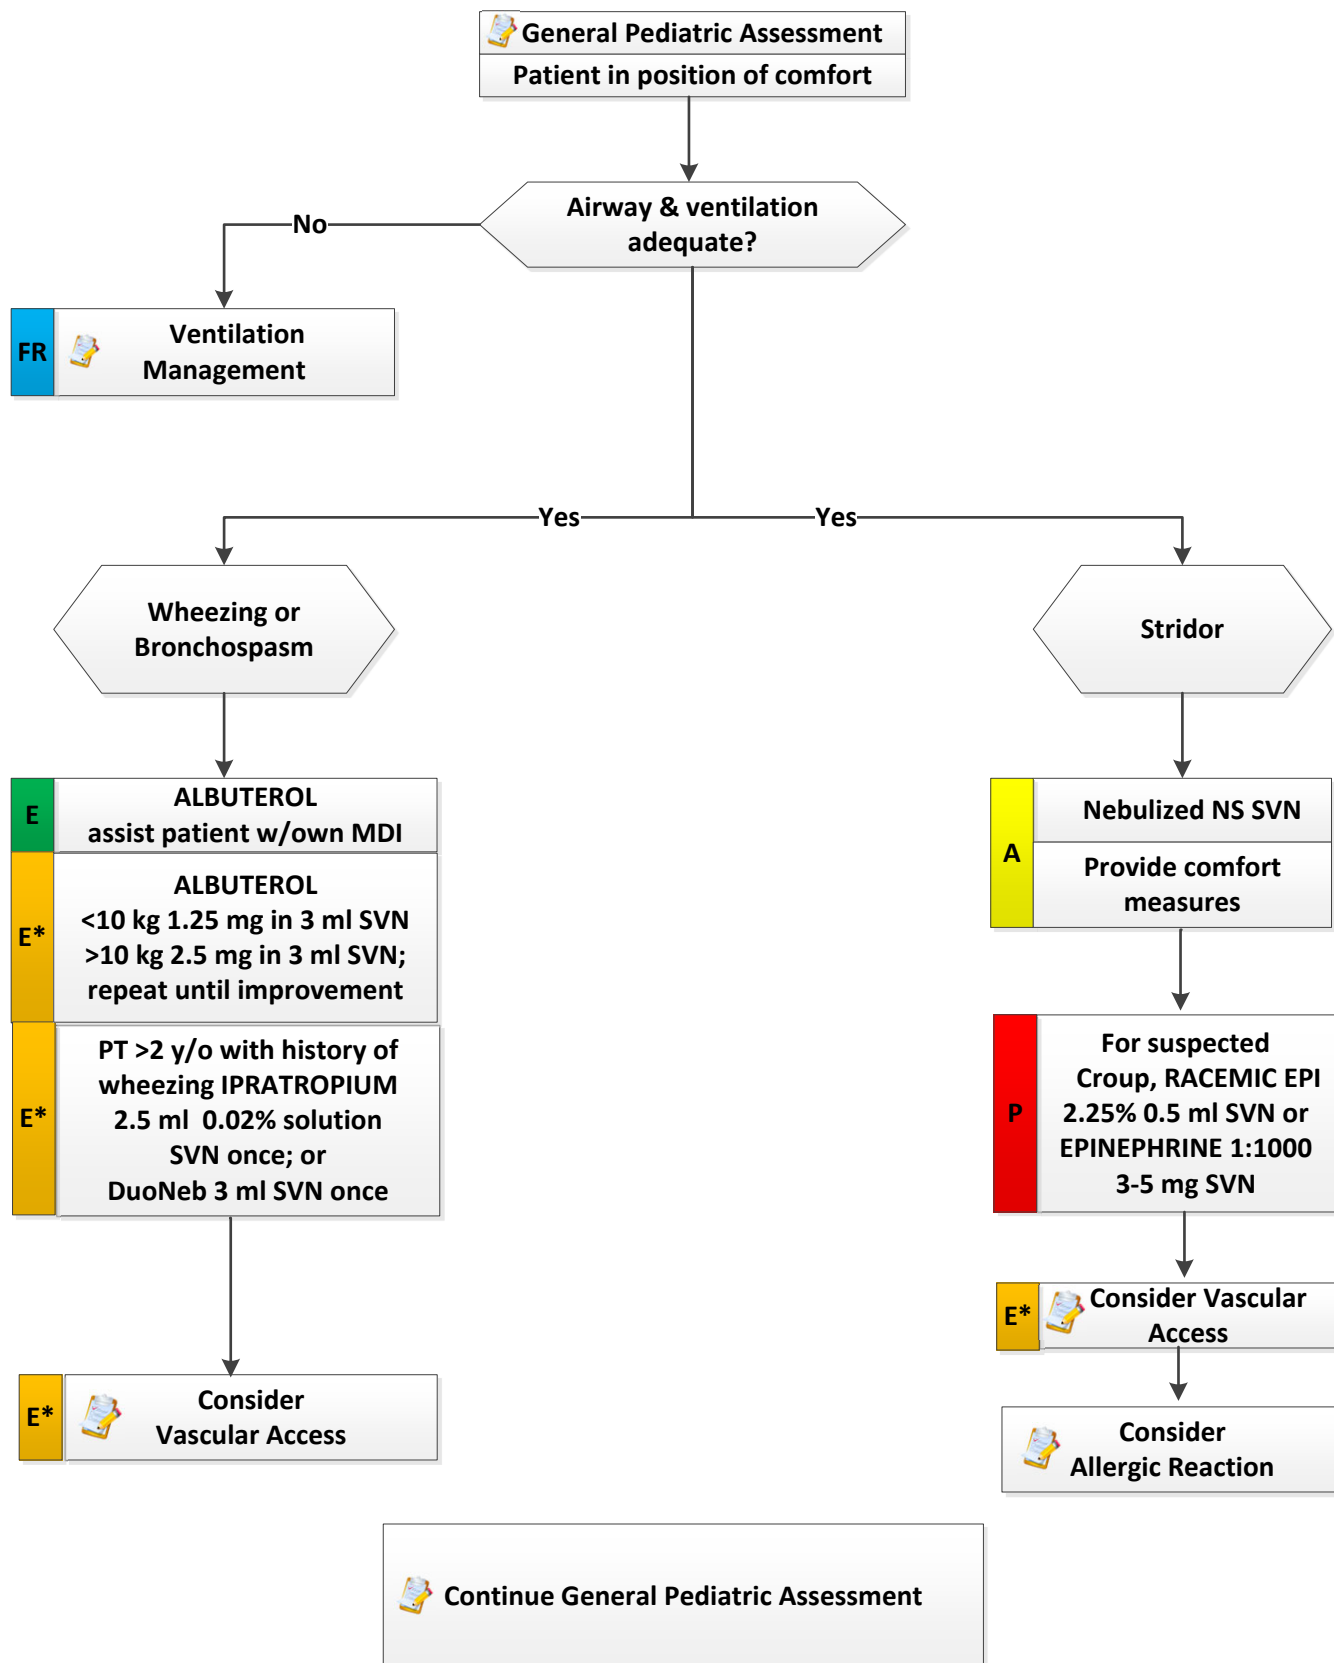 General Pediatric Assessment
Patient in position of comfort
Airway & ventilation
adequate?
No
FR
Ventilation
Management
Yes
Yes
Wheezing or
Bronchospasm
Stridor
E
ALBUTEROL
assist patient w/own MDI
E*
ALBUTEROL
<10 kg 1.25 mg in 3 ml SVN
>10 kg 2.5 mg in 3 ml SVN;
repeat until improvement
E*
PT >2 y/o with history of
wheezing IPRATROPIUM
2.5 ml 0.02% solution
SVN once; or
DuoNeb 3 ml SVN once
E*
Consider
Vascular Access
A
Nebulized NS SVN
Provide comfort
measures
P
For suspected
Croup, RACEMIC EPI
2.25% 0.5 ml SVN or
EPINEPHRINE 1:1000
3-5 mg SVN
E*
Consider Vascular
Access
Consider
Allergic Reaction
Continue General Pediatric Assessment